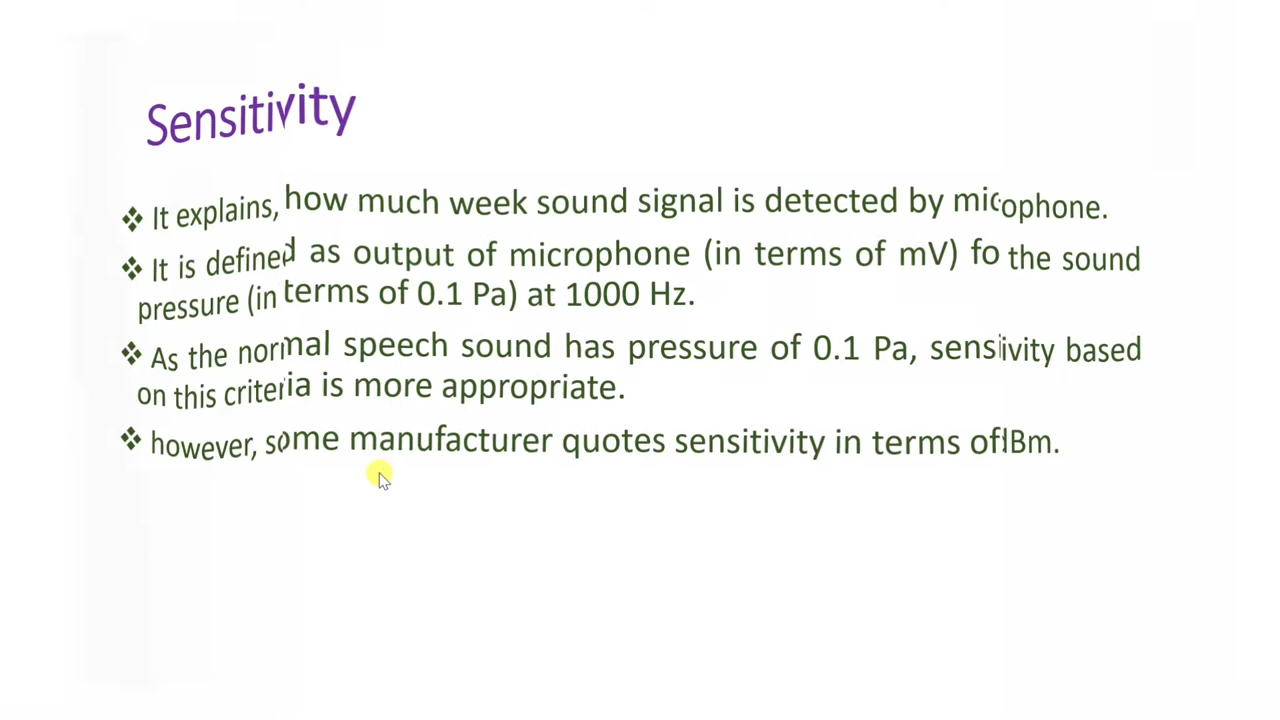 Sensitivity
❖ It explains, how much week sound signal is detected by microphone.
❖ It is defined as output of microphone (in terms of mV) fo the sound
pressure (in terms of 0.1 Pa) at 1000 Hz.
❖ As the normal speech sound has pressure of 0.1 Pa, sensivity based
on this criteria is more appropriate.
❖ however, some manufacturer quotes sensitivity in terms of dBm.